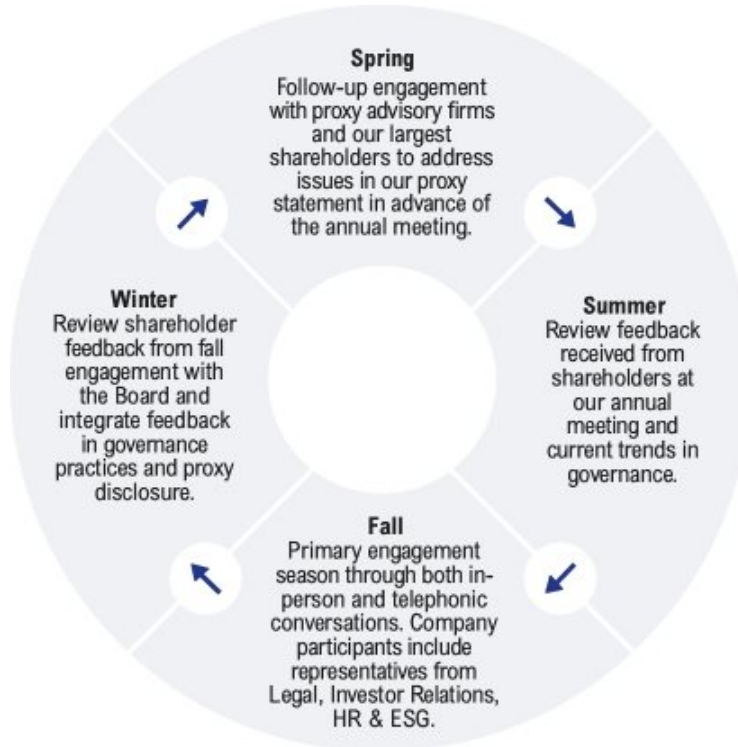 Spring
Follow-up engagement
with proxy advisory firms
and our largest
shareholders to address
issues in our proxy
statement in advance of
the annual meeting.
Summer
Review feedback
received from
shareholders at
our annual
meeting and
current trends in
governance.
Fall
Primary engagement
season through both in-
person and telephonic
conversations. Company
participants include
representatives from
Legal, Investor Relations,
HR & ESG.
Winter
Review shareholder
feedback from fall
engagement with
the Board and
integrate feedback
in governance
practices and proxy
disclosure.